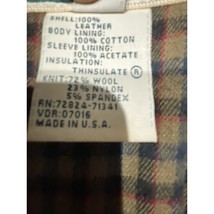 SHELL:100%
LEATHER
BODY LINING:
100% COTTON
SLEEVE LINING:
100% ACETATE
INSULATION:
THINSULATE ®
KNIT:72% WOOL
23% NYLON
5% SPANDEX
RN:72824-71341
VDR:07016
MADE IN U.S.A.